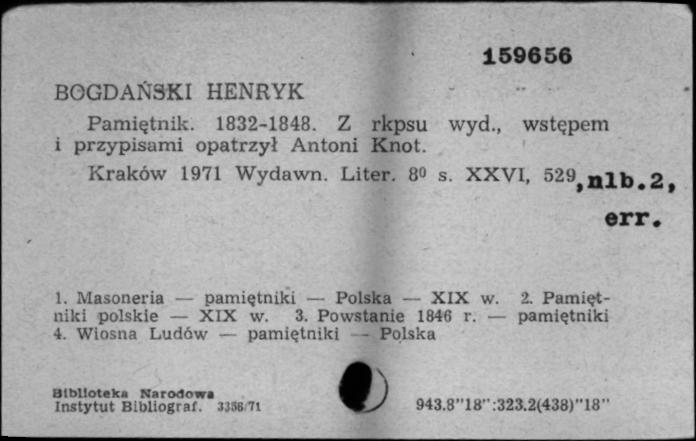 159656
BOGDAŃSKI HENRYK
Pamiętnik. 1832-1848. Z rkpsu wyd., wstępem
i przypisami opatrzył Antoni Knot.
Kraków 1971 Wydawn. Liter. 8⁰ s. XXVI, 529, nlb.2,
err.
1. Masoneria — pamiętniki — Polska — XIX w. 2. Pamięt-
niki polskie — XIX w. 3. Powstanie 1846 r. — pamiętniki
4. Wiosna Ludów — pamiętniki — Polska
Biblioteka Narodowa
Instytut Bibliograf. 3356/71
943.8"18":323.2(438)"18"